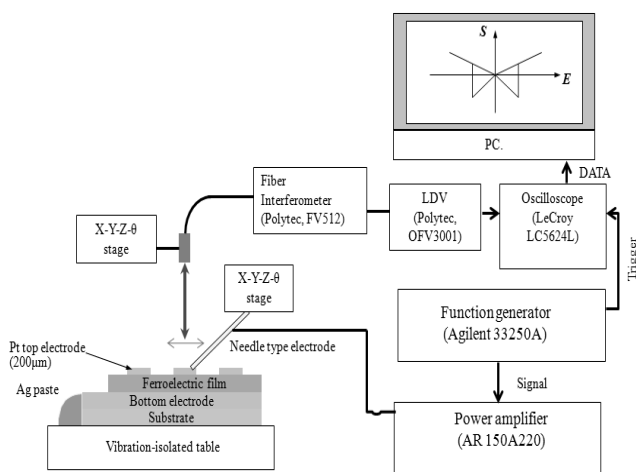 S
E
PC.
DATA
Fiber
Interferometer
(Polytec, FV512)
LDV
(Polytec,
OFV3001)
Oscilloscope
(LeCroy
LC5624L)
X-Y-Z-θ
stage
X-Y-Z-θ
stage
Trigger
Function generator
(Agilent 33250A)
Needle type electrode
Pt top electrode
(200μm)
Signal
Ferroelectric film
Ag paste
Bottom electrode
Substrate
Power amplifier
(AR 150A220)
Vibration-isolated table